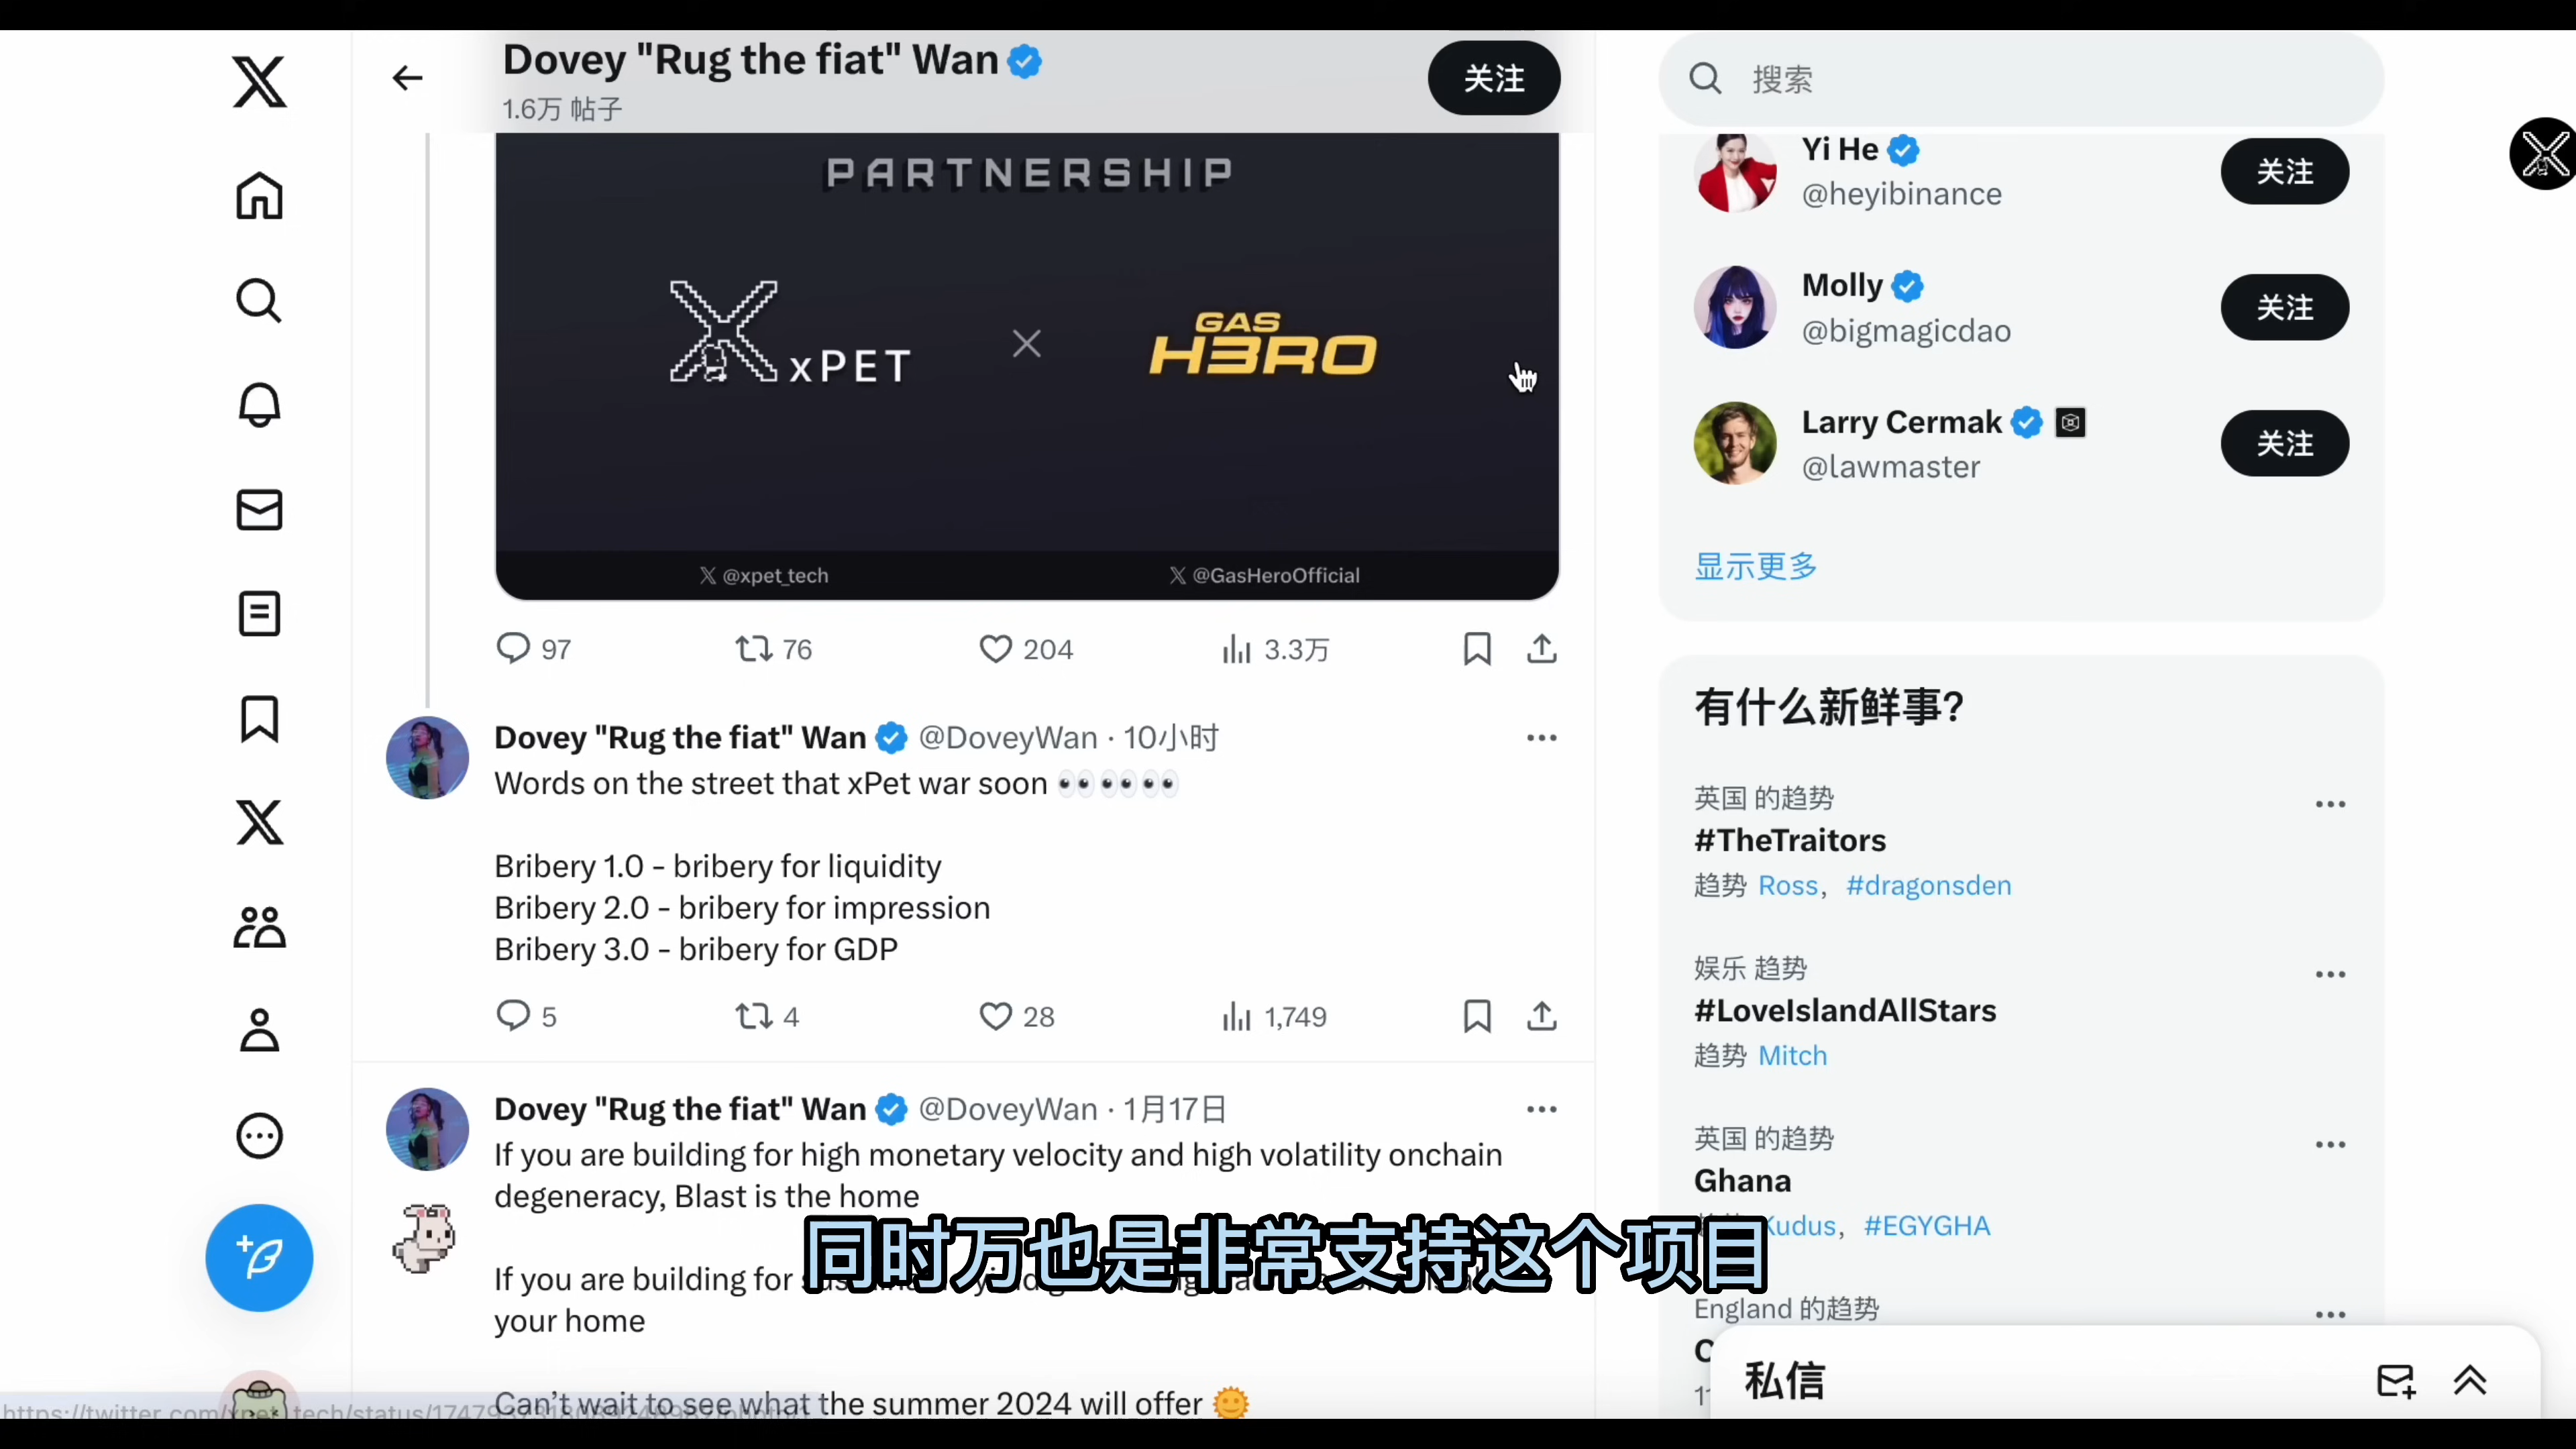 Dovey "Rug the fiat" Wan
1.6万 帖子
关注
搜索
PARTNERSHIP
xPET
GAS
H3RO
@xpet_tech
@GasHeroOfficial
97
76
204
3.3万
Dovey "Rug the fiat" Wan @DoveyWan · 10小时
Words on the street that xPet war soon 👀👀👀
Bribery 1.0 - bribery for liquidity
Bribery 2.0 - bribery for impression
Bribery 3.0 - bribery for GDP
5
4
28
1,749
Dovey "Rug the fiat" Wan @DoveyWan · 1月17日
If you are building for high monetary velocity and high volatility onchain
degeneracy, Blast is the home
If you are building for
your home
Can't wait to see what the summer 2024 will offer 🌞
同时万也是非常支持这个项目
Yi He
@heyibinance
关注
Molly
@bigmagicdao
关注
Larry Cermak
@lawmaster
关注
显示更多
有什么新鲜事?
英国 的趋势
#TheTraitors
趋势 Ross, #dragonsden
娱乐 趋势
#LoveIslandAllStars
趋势 Mitch
英国 的趋势
Ghana
Kudus, #EGYGHA
England 的趋势
私信